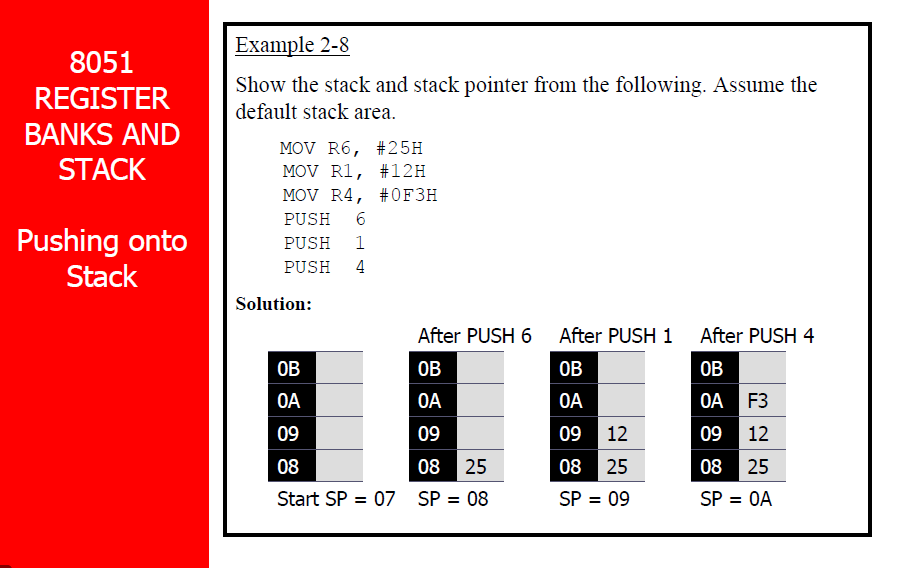 8051
REGISTER
BANKS AND
STACK
Pushing onto
Stack
Example 2-8
Show the stack and stack pointer from the following. Assume the
default stack area.
MOV R6, #25H
MOV R1, #12H
MOV R4, #0F3H
PUSH 6
PUSH 1
PUSH 4
Solution:
After PUSH 6 After PUSH 1 After PUSH 4
0B 0B 0B 0B
0A 0A 0A 0A F3
09 09 09 12 09 12
08 08 25 08 25 08 25
Start SP = 07 SP = 08 SP = 09 SP = 0A